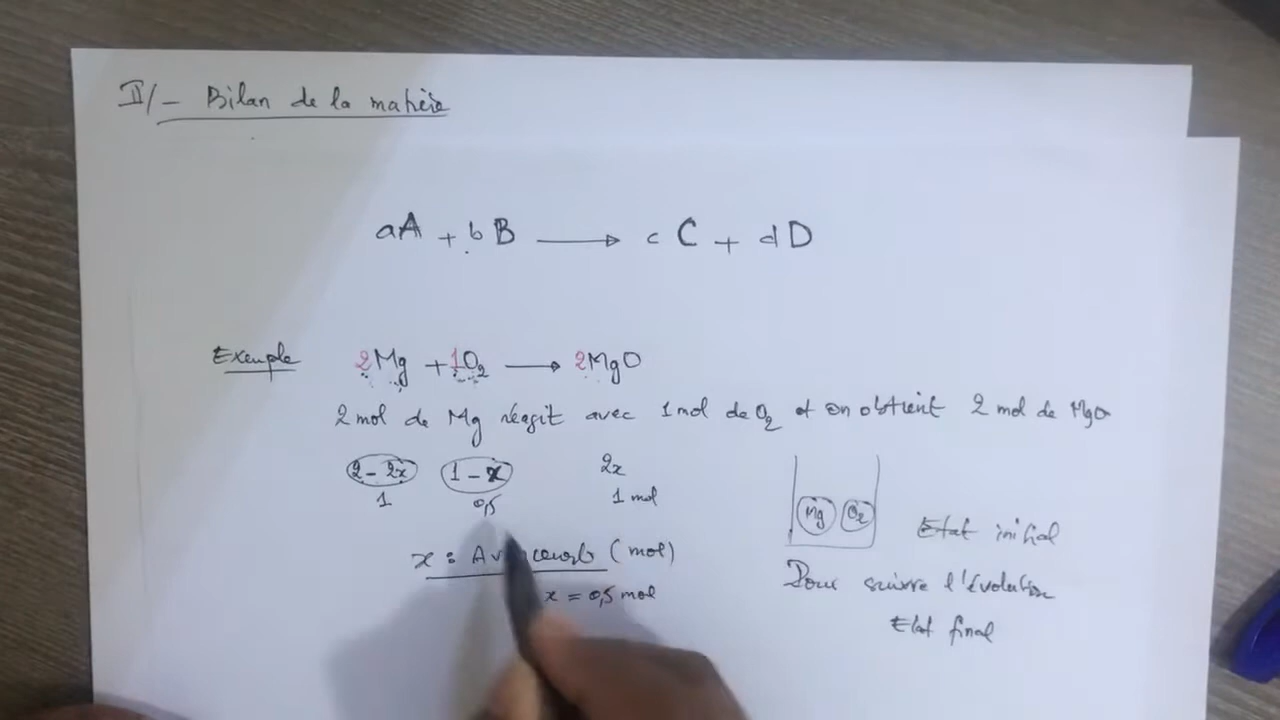 II/- Bilan de la matière
aA + bB → cC + dD
Exemple 2Mg + 1O₂ → 2MgO
2 mol de Mg réagit avec 1 mol de O₂ et on obtient 2 mol de MgO
2 - 2x 1 - x 2x
1 0,5 1 mol
Mg O₂ Etat initial
x : (mol)
Pour suivre l'évolution
x = 0,5 mol
Etat final